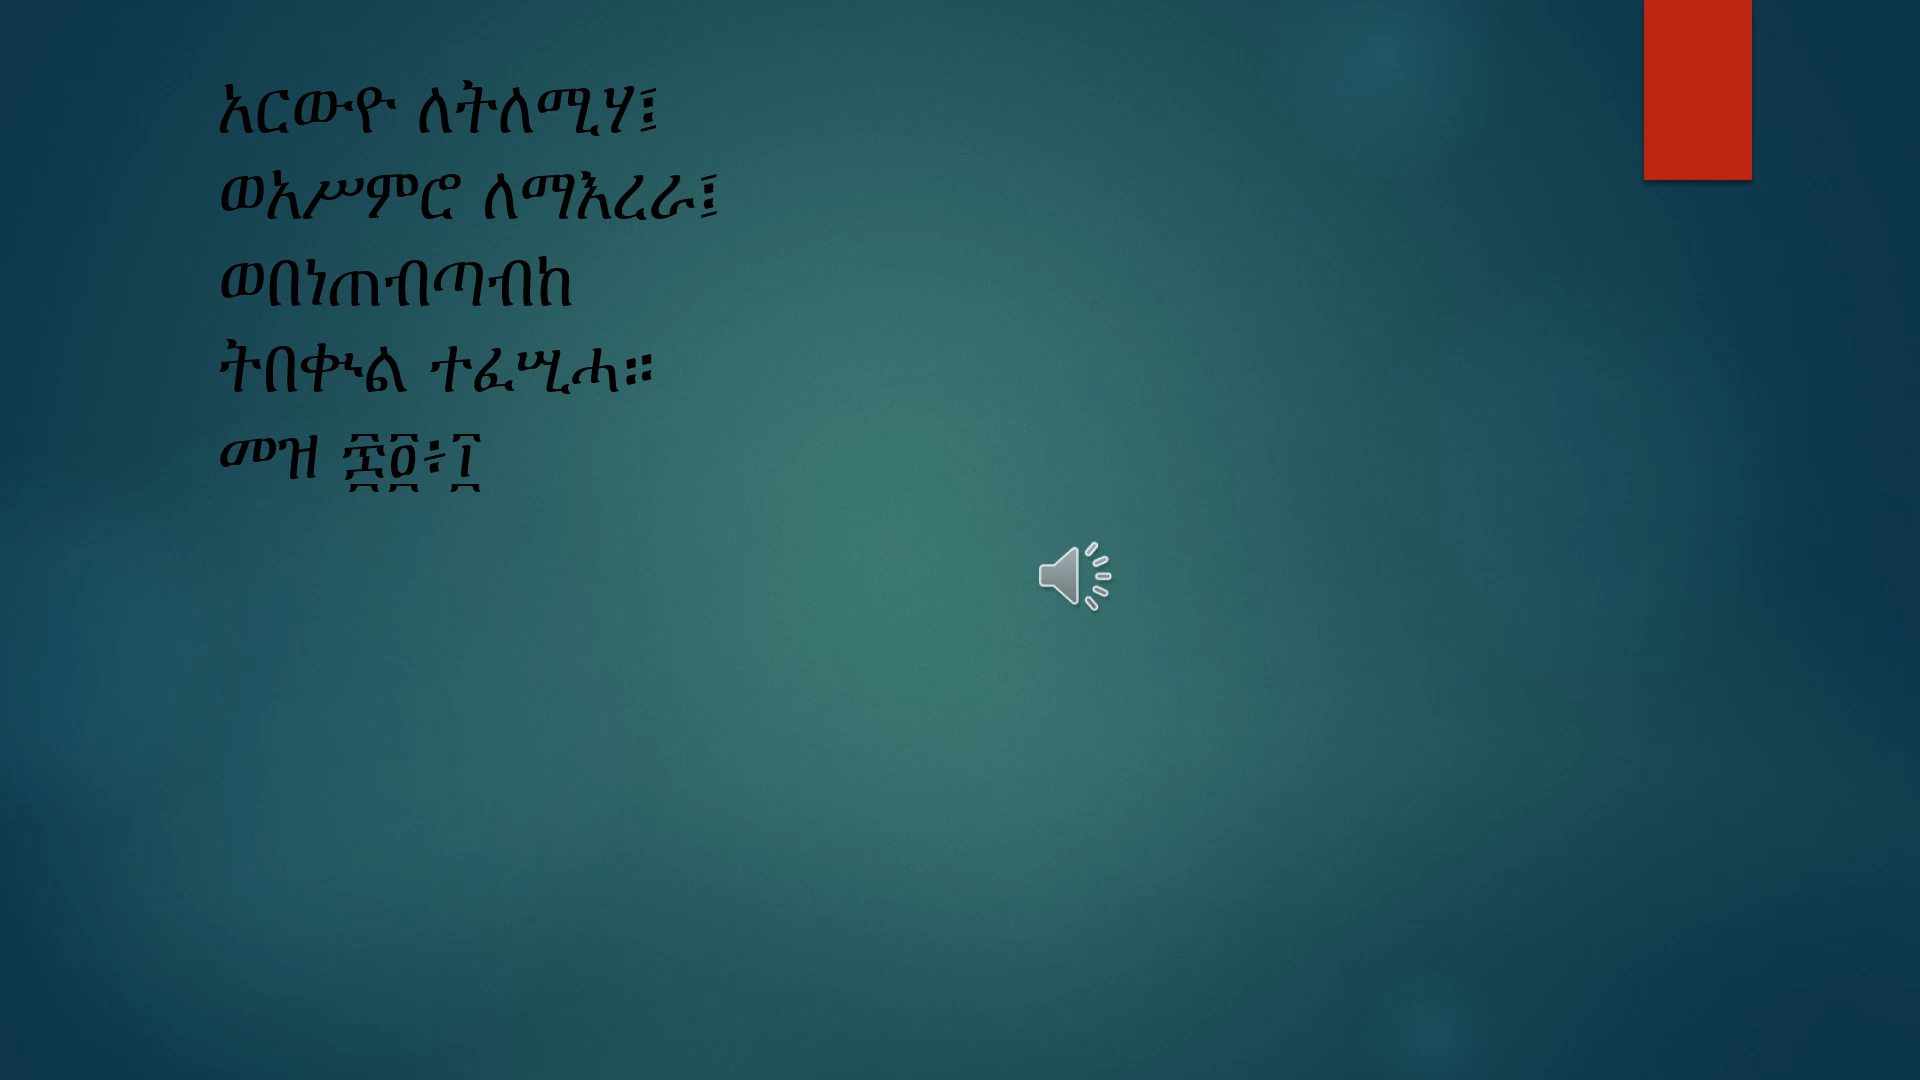 አርውዮ ለትለሚሃ፤
ወአሥምሮ ለማእረራ፤
ወበነጠብጣብከ
ትበቍል ተፈሢሓ።
መዝ ፷፬፥፲